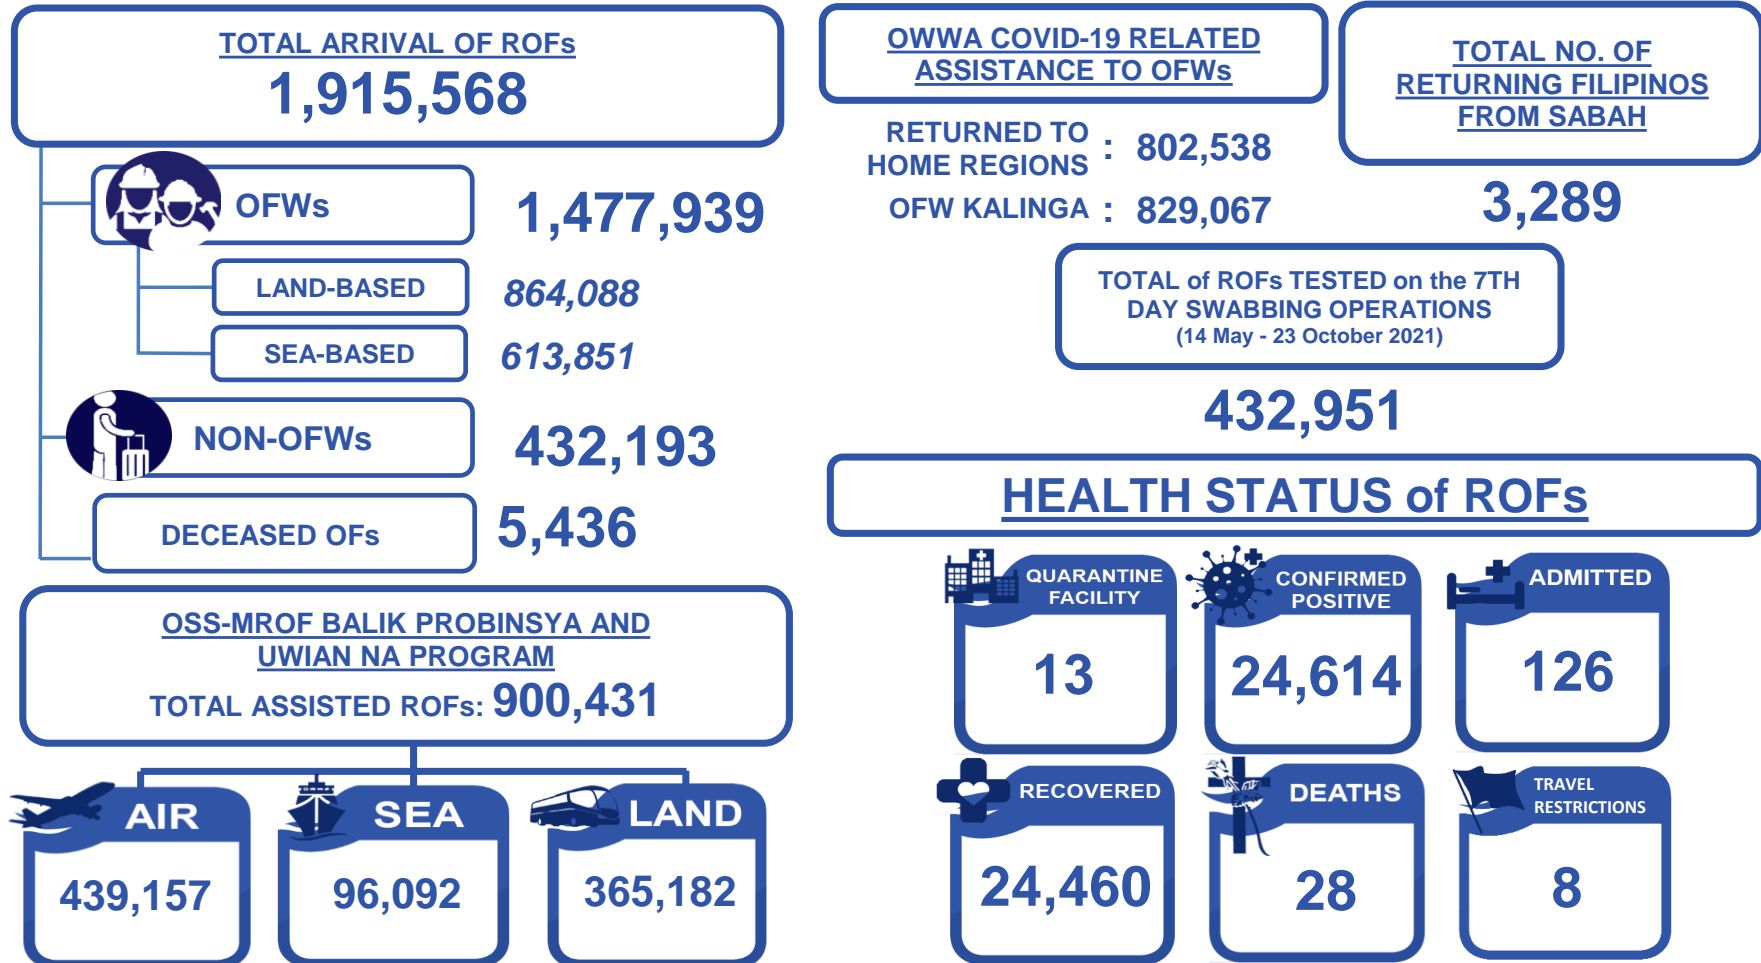 TOTAL ARRIVAL OF ROFs
1,915,568
OFWs
1,477,939
LAND-BASED
864,088
SEA-BASED
613,851
NON-OFWs
432,193
DECEASED OFs
5,436
OSS-MROF BALIK PROBINSYA AND
UWIAN NA PROGRAM
TOTAL ASSISTED ROFs: 900,431
AIR
439,157
SEA
96,092
LAND
365,182
OWWA COVID-19 RELATED
ASSISTANCE TO OFWs
RETURNED TO
HOME REGIONS : 802,538
OFW KALINGA : 829,067
TOTAL NO. OF
RETURNING FILIPINOS
FROM SABAH
3,289
TOTAL of ROFs TESTED on the 7TH
DAY SWABBING OPERATIONS
(14 May - 23 October 2021)
432,951
HEALTH STATUS of ROFs
QUARANTINE
FACILITY
13
CONFIRMED
POSITIVE
24,614
ADMITTED
126
RECOVERED
24,460
DEATHS
28
TRAVEL
RESTRICTIONS
8